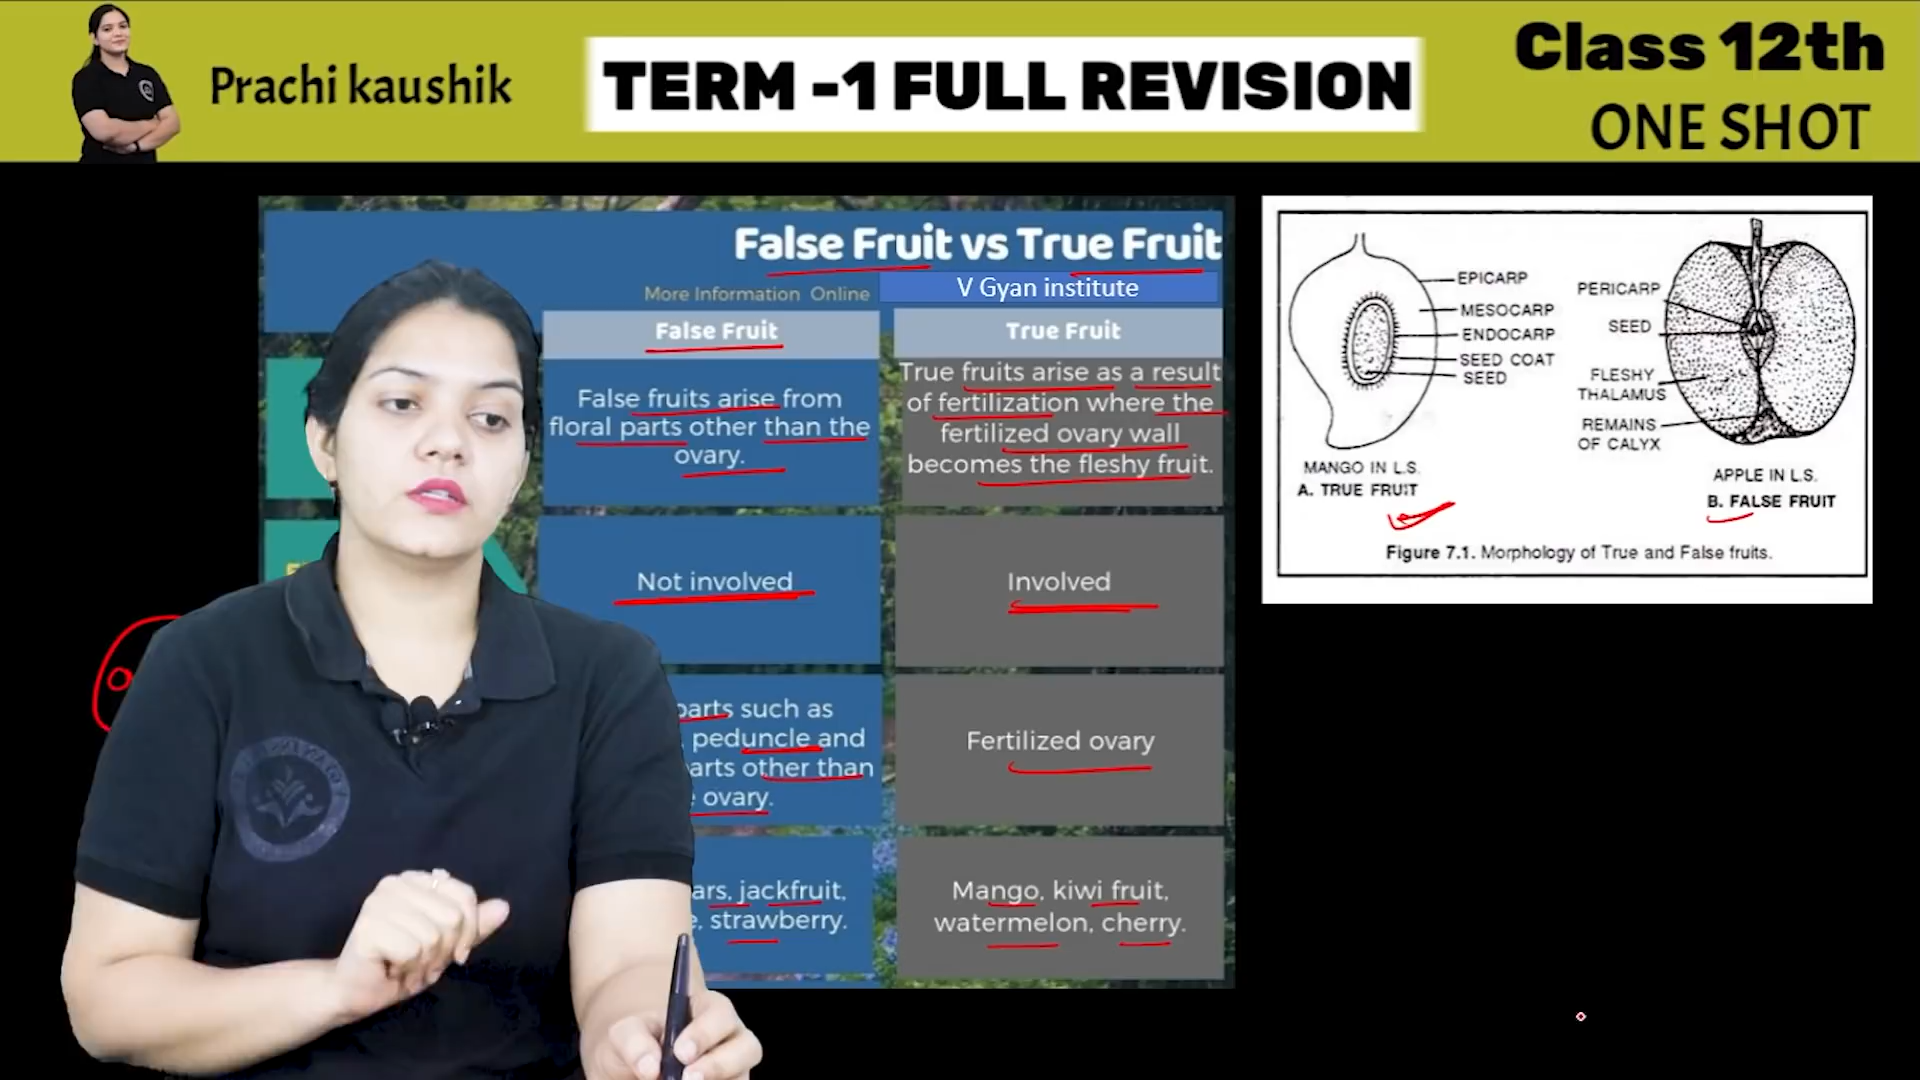 Prachi kaushik
TERM -1 FULL REVISION
Class 12th
ONE SHOT
False Fruit vs True Fruit
More Information Online
V Gyan institute
False Fruit
True Fruit
False fruits arise from
floral parts other than the
ovary.
True fruits arise as a result
of fertilization where the
fertilized ovary wall
becomes the fleshy fruit.
Not involved
Involved
parts such as
peduncle and
other than
ovary.
Fertilized ovary
jackfruit,
strawberry.
Mango, kiwi fruit,
watermelon, cherry.
EPICARP
MESOCARP
ENDOCARP
SEED COAT
SEED
MANGO IN L.S.
A. TRUE FRUIT
PERICARP
SEED
FLESHY
THALAMUS
REMAINS
OF CALYX
APPLE IN L.S.
B. FALSE FRUIT
Figure 7.1. Morphology of True and False fruits.